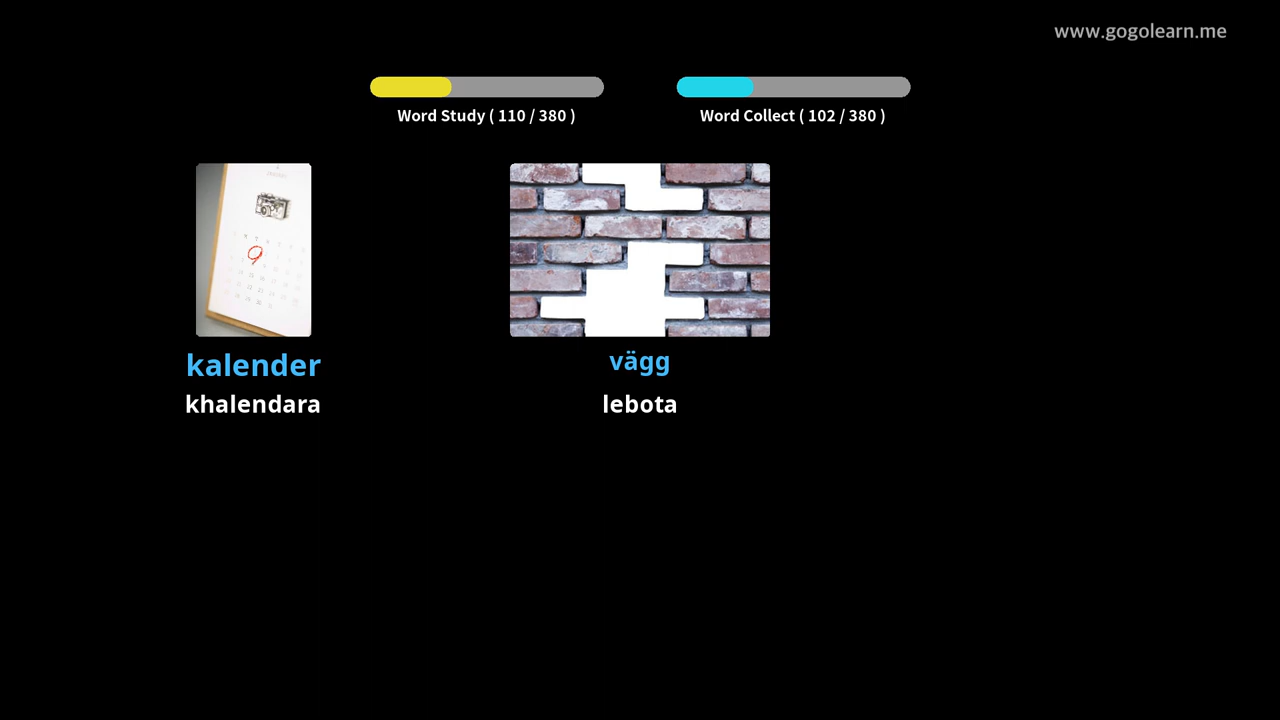 www.gogolearn.me
Word Study ( 110 / 380 )
Word Collect ( 102 / 380 )
kalender
khalendara
vägg
lebota